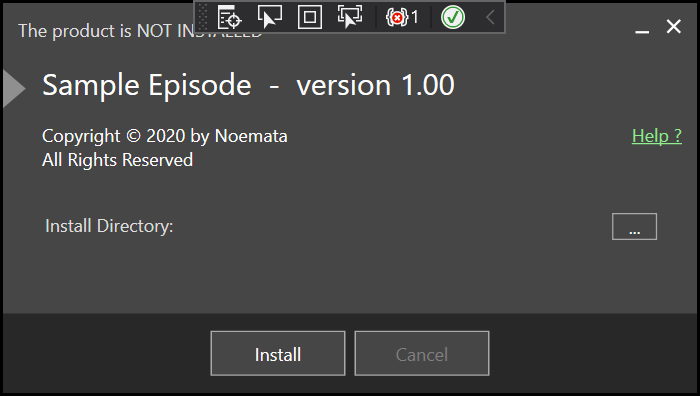 The product is NOT INSTALLED
1
Sample Episode - version 1.00
Copyright © 2020 by Noemata
Help ?
All Rights Reserved
Install Directory:
...
Install
Cancel